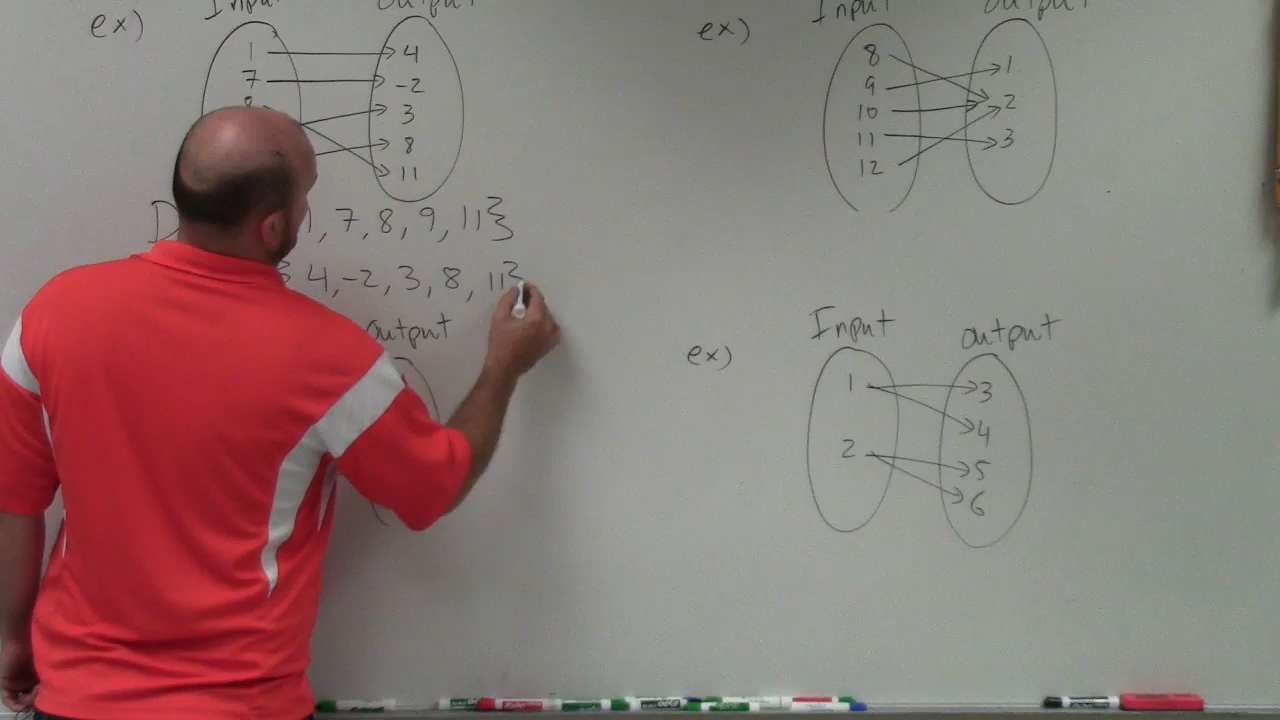 Input output
ex)
1 4
7 -2
8 3
8
11
D 1, 7, 8, 9, 11}
{ 4, -2, 3, 8, 11}
output
Input output
ex)
8 1
9 2
10 3
11
12
Input output
ex)
1 3
4
2 5
6